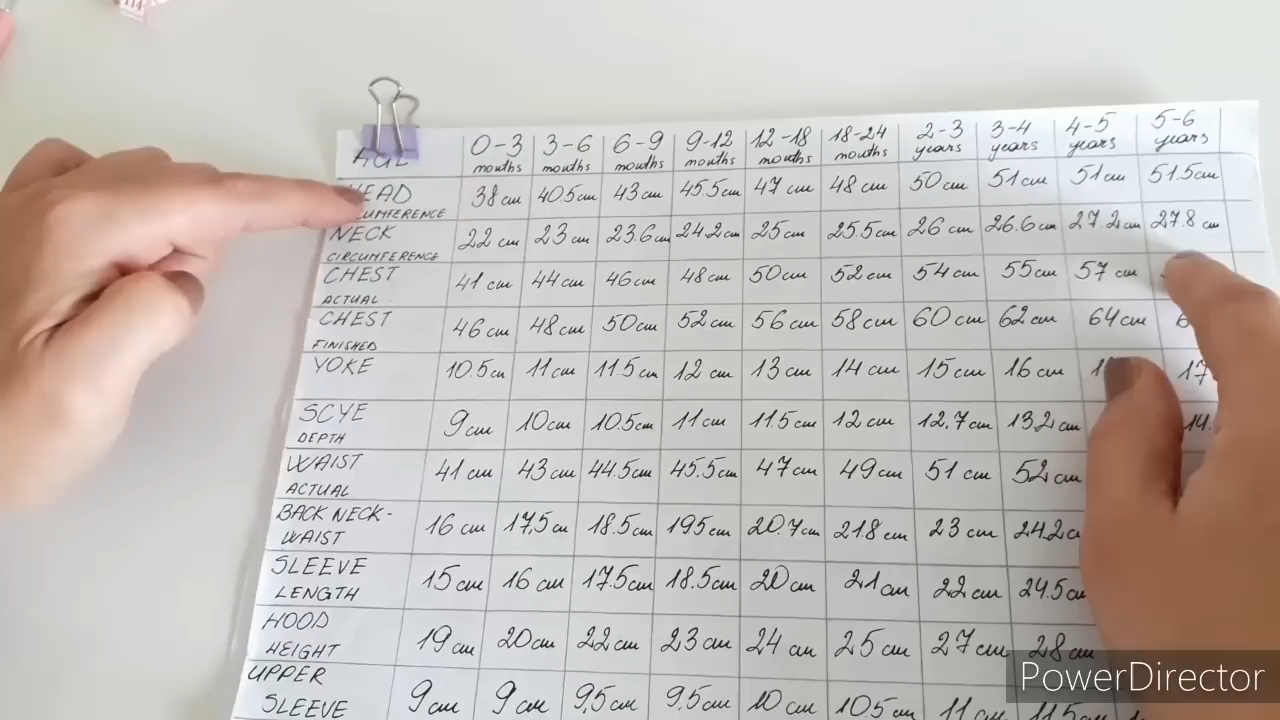 114
AGE 0-3 months 3-6 months 6-9 months 9-12 months 12-18 months 18-24 months 2-3 years 3-4 years 4-5 years 5-6 years
HEAD 38 cm 40.5 cm 43 cm 45.5 cm 47 cm 48 cm 50 cm 51 cm 51 cm 51.5 cm
CUMFERENCE
NECK 22 cm 23 cm 23.6 cm 24.2 cm 25 cm 25.5 cm 26 cm 26.6 cm 27.2 cm 27.8 cm
CIRCUMFERENCE
CHEST 41 cm 44 cm 46 cm 48 cm 50 cm 52 cm 54 cm 55 cm 57 cm
ACTUAL
CHEST 46 cm 48 cm 50 cm 52 cm 56 cm 58 cm 60 cm 62 cm 64 cm
FINISHED
YOKE 10.5 cm 11 cm 11.5 cm 12 cm 13 cm 14 cm 15 cm 16 cm 17
SCYE 9 cm 10 cm 10.5 cm 11 cm 11.5 cm 12 cm 12.7 cm 13.2 cm 14.
DEPTH
WAIST 41 cm 43 cm 44.5 cm 45.5 cm 47 cm 49 cm 51 cm 52 cm
ACTUAL
BACK NECK- 16 cm 17,5 cm 18.5 cm 19.5 cm 20.7 cm 21.8 cm 23 cm 24.2 c
WAIST
SLEEVE 15 cm 16 cm 17.5 cm 18.5 cm 20 cm 21 cm 22 cm 24.5 cm
LENGTH
HOOD 19 cm 20 cm 22 cm 23 cm 24 cm 25 cm 27 cm 28 cm
HEIGHT
UPPER
SLEEVE 9 cm 9 cm 9,5 cm 9.5 cm 10 cm 10.5 cm 11 cm 11.5 cm
PowerDirector